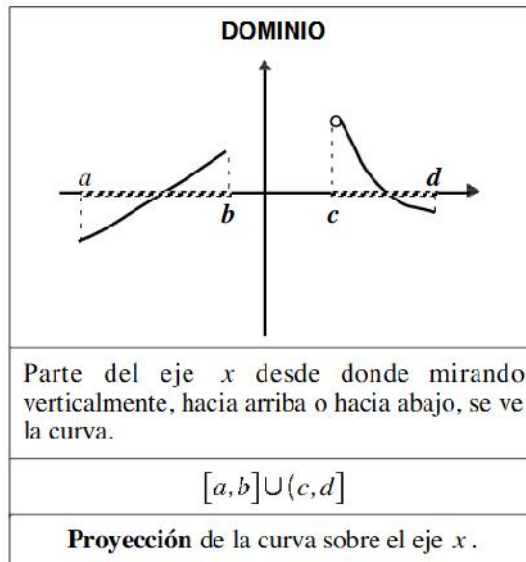 DOMINIO
a
d
b
c
Parte del eje x desde donde mirando
verticalmente, hacia arriba o hacia abajo, se ve
la curva.
[a,b]∪(c,d]
Proyección de la curva sobre el eje x .